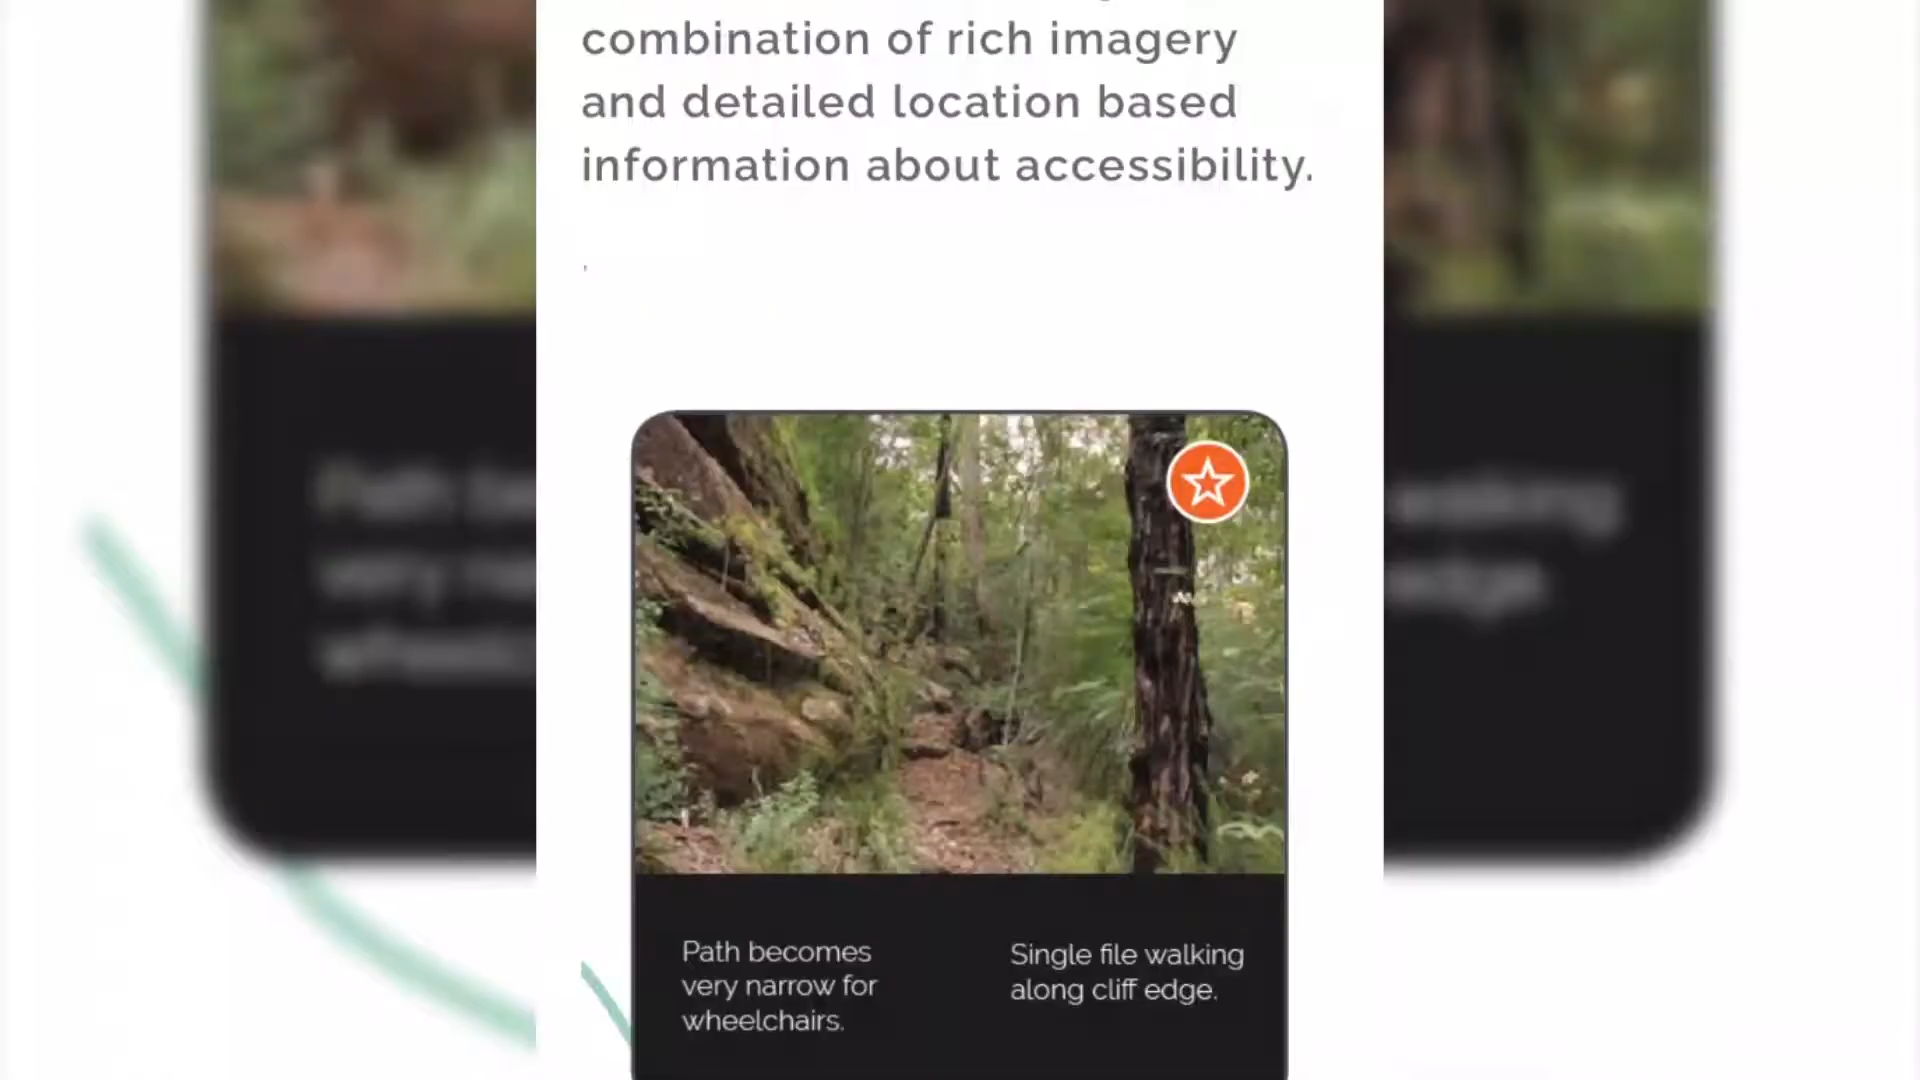 combination of rich imagery
and detailed location based
information about accessibility.
Path becomes
very narrow for
wheelchairs.
Single file walking
along cliff edge.